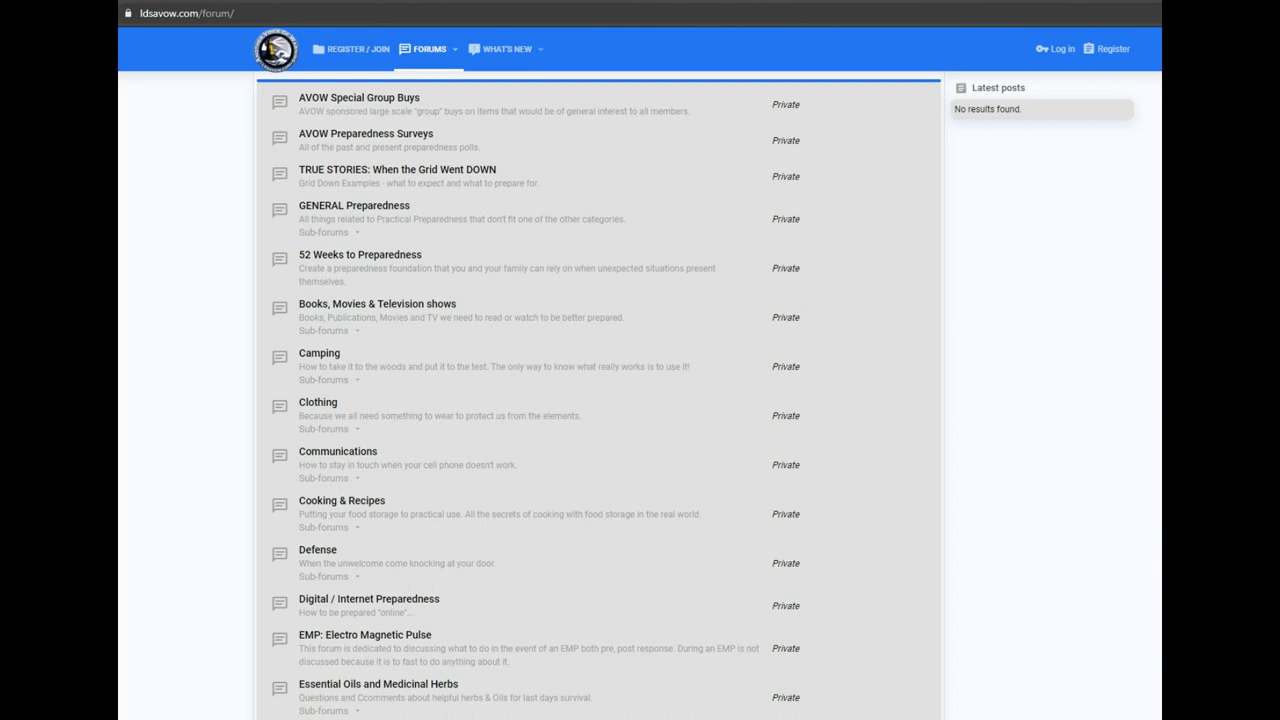 ldsavow.com/forum/
REGISTER / JOIN FORUMS WHAT'S NEW Log in Register
AVOW Special Group Buys
AVOW sponsored large scale "group" buys on items that would be of general interest to all members.
Private
AVOW Preparedness Surveys
All of the past and present preparedness polls.
Private
TRUE STORIES: When the Grid Went DOWN
Grid Down Examples - what to expect and what to prepare for.
Private
GENERAL Preparedness
All things related to Practical Preparedness that don't fit one of the other categories.
Sub-forums
Private
52 Weeks to Preparedness
Create a preparedness foundation that you and your family can rely on when unexpected situations present
themselves.
Private
Books, Movies & Television shows
Books, Publications, Movies and TV we need to read or watch to be better prepared.
Sub-forums
Private
Camping
How to take it to the woods and put it to the test. The only way to know what really works is to use it!
Sub-forums
Private
Clothing
Because we all need something to wear to protect us from the elements.
Sub-forums
Private
Communications
How to stay in touch when your cell phone doesn't work.
Sub-forums
Private
Cooking & Recipes
Putting your food storage to practical use. All the secrets of cooking with food storage in the real world.
Sub-forums
Private
Defense
When the unwelcome come knocking at your door.
Sub-forums
Private
Digital / Internet Preparedness
How to be prepared "online"...
Private
EMP: Electro Magnetic Pulse
This forum is dedicated to discussing what to do in the event of an EMP both pre, post response. During an EMP is not
discussed because it is to fast to do anything about it.
Private
Essential Oils and Medicinal Herbs
Questions and Ccomments about helpful herbs & Oils for last days survival.
Sub-forums
Private
Latest posts
No results found.